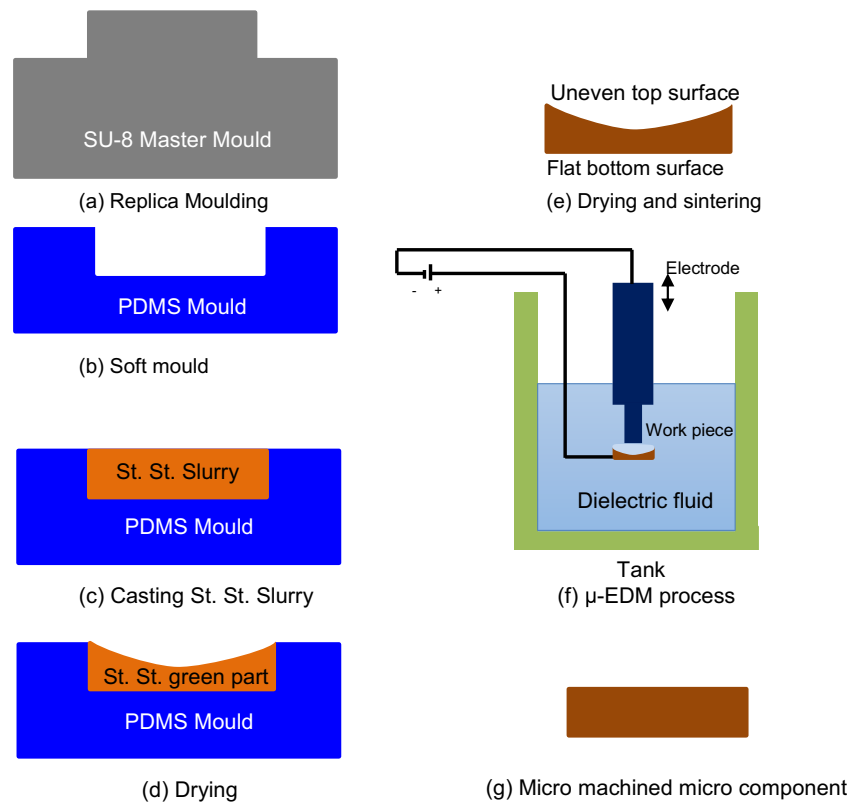 SU-8 Master Mould
(a) Replica Moulding
PDMS Mould
(b) Soft mould
St. St. Slurry
PDMS Mould
(c) Casting St. St. Slurry
St. St. green part
PDMS Mould
(d) Drying
Uneven top surface
Flat bottom surface
(e) Drying and sintering
Electrode
- +
Work piece
Dielectric fluid
Tank
(f) µ-EDM process
(g) Micro machined micro component